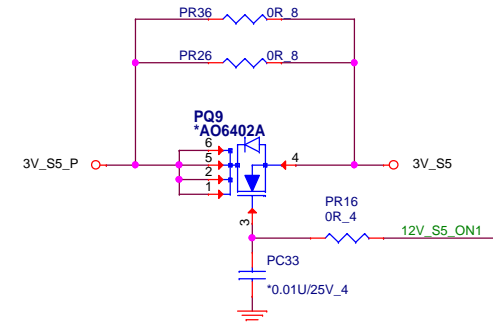 PR36 0R_8
PR26 0R_8
PQ9
*AO6402A
6
5
2
1
4
3V_S5_P
3V_S5
3
PR16
0R_4
12V_S5_ON1
PC33
*0.01U/25V_4